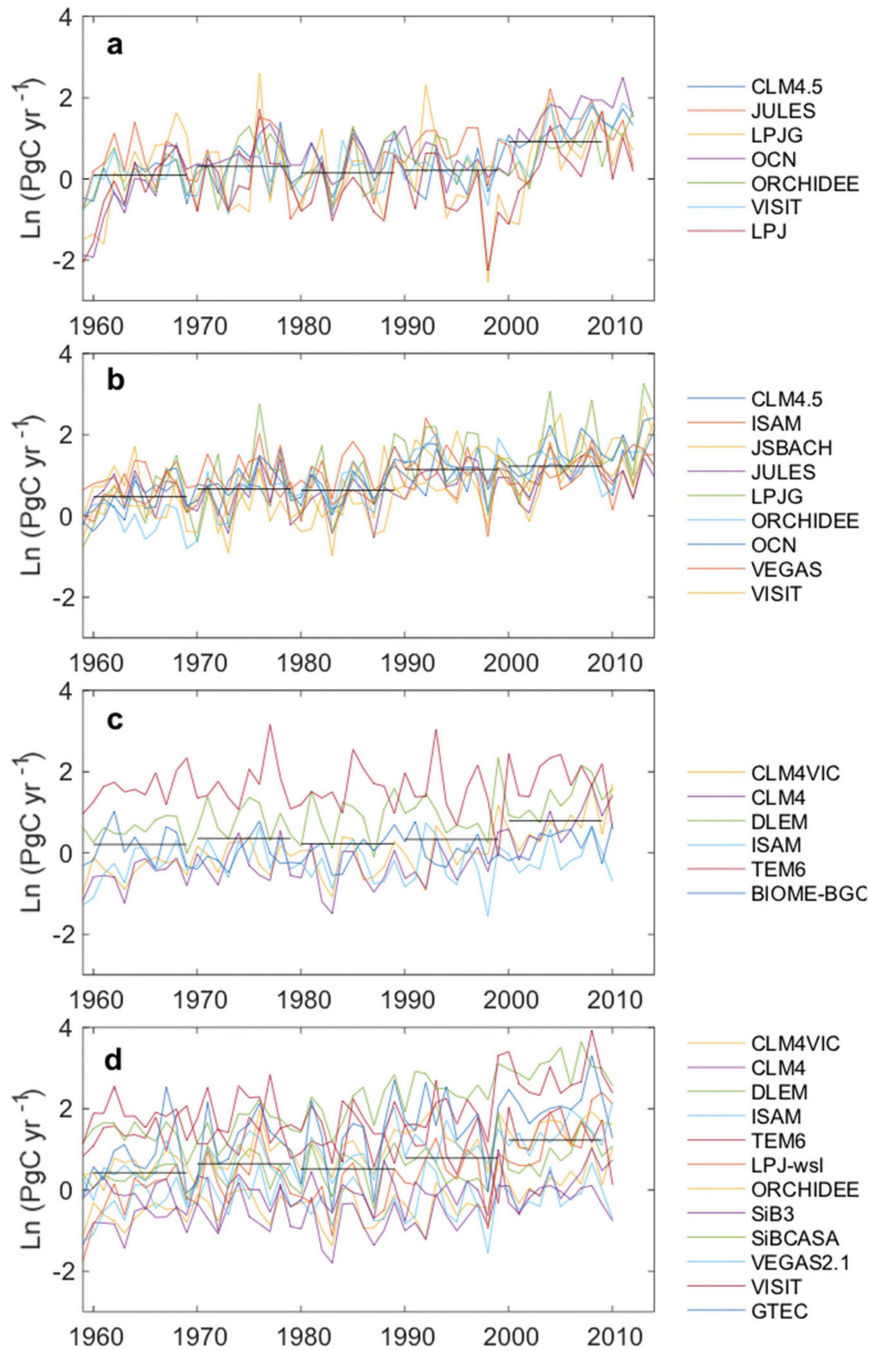 a
4
2
0
-2
Ln (PgC yr -1)
1960 1970 1980 1990 2000 2010
CLM4.5
JULES
LPJG
OCN
ORCHIDEE
VISIT
LPJ
b
4
2
0
-2
Ln (PgC yr -1)
1960 1970 1980 1990 2000 2010
CLM4.5
ISAM
JSBACH
JULES
LPJG
ORCHIDEE
OCN
VEGAS
VISIT
c
4
2
0
-2
Ln (PgC yr -1)
1960 1970 1980 1990 2000 2010
CLM4VIC
CLM4
DLEM
ISAM
TEM6
BIOME-BGC
d
4
2
0
-2
Ln (PgC yr -1)
1960 1970 1980 1990 2000 2010
CLM4VIC
CLM4
DLEM
ISAM
TEM6
LPJ-wsl
ORCHIDEE
SiB3
SiBCASA
VEGAS2.1
VISIT
GTEC